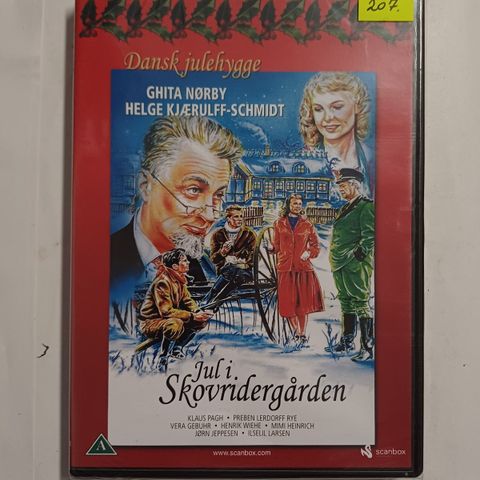 207.
Dansk julehygge
GHITA NØRBY
HELGE KJÆRULFF-SCHMIDT
Jul i
Skovridergården
KLAUS PAGH • PREBEN LERDORFF RYE
VERA GEBUHR • HENRIK WIEHE • MIMI HEINRICH
JØRN JEPPESEN • ILSELIL LARSEN
A
www.scanbox.com
scanbox